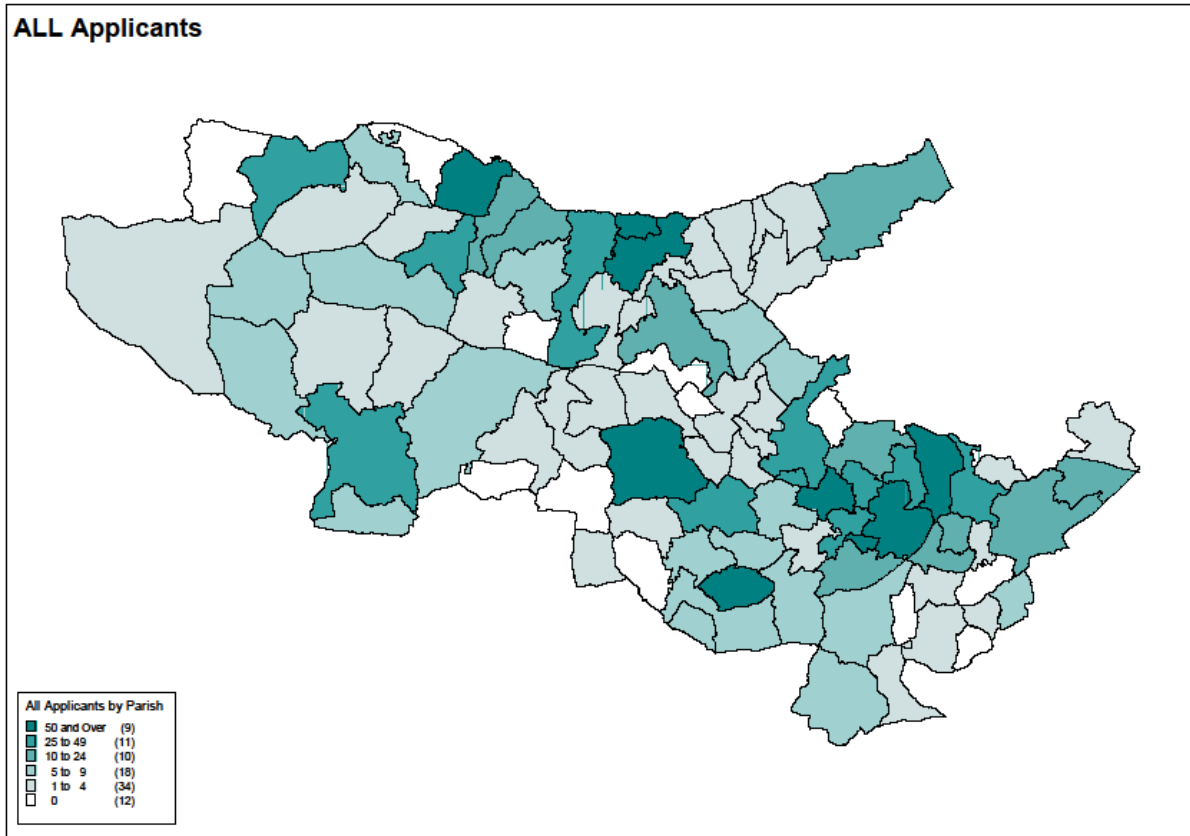 ALL Applicants
All Applicants by Parish
50 and Over (9)
25 to 49 (11)
10 to 24 (10)
5 to 9 (18)
1 to 4 (34)
0 (12)